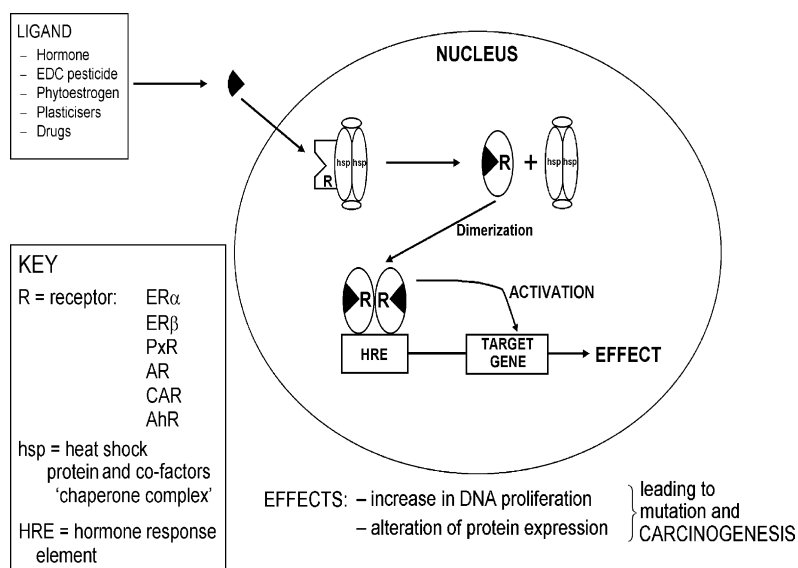 LIGAND
– Hormone
– EDC pesticide
– Phytoestrogen
– Plasticisers
– Drugs
NUCLEUS
hsp hsp
R
R
+
hsp hsp
Dimerization
R R
ACTIVATION
HRE
TARGET
GENE
EFFECT
KEY
R = receptor: ERα
ERβ
PxR
AR
CAR
AhR
hsp = heat shock
protein and co-factors
‘chaperone complex’
HRE = hormone response
element
EFFECTS: – increase in DNA proliferation
– alteration of protein expression
leading to
mutation and
CARCINOGENESIS